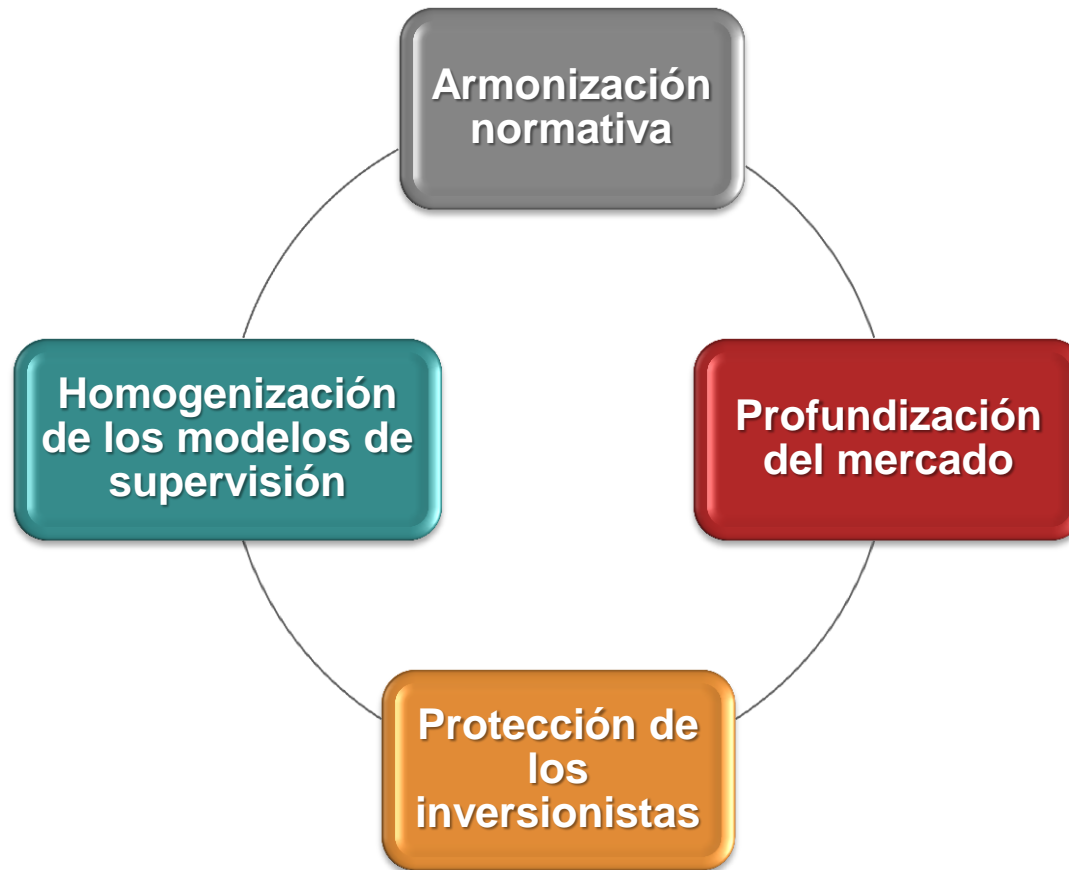 Armonización
normativa
Homogenización
de los modelos de
supervisión
Profundización
del mercado
Protección de
los
inversionistas